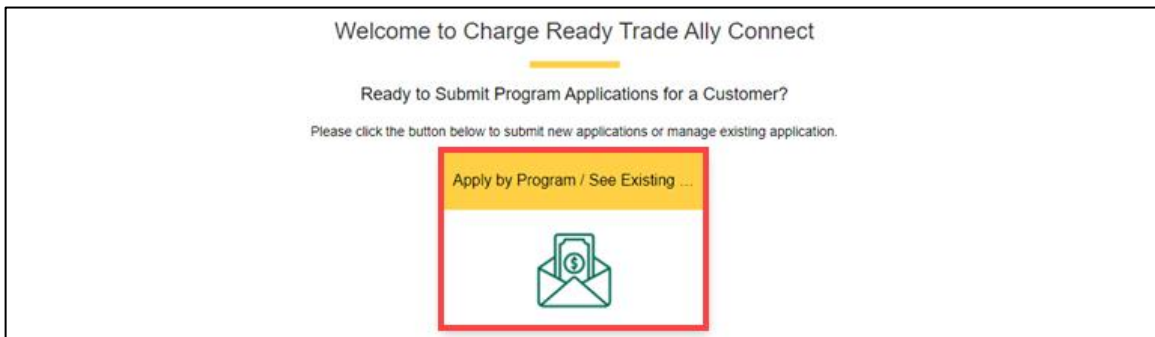 Welcome to Charge Ready Trade Ally Connect
Ready to Submit Program Applications for a Customer?
Please click the button below to submit new applications or manage existing application.
Apply by Program / See Existing ...
$